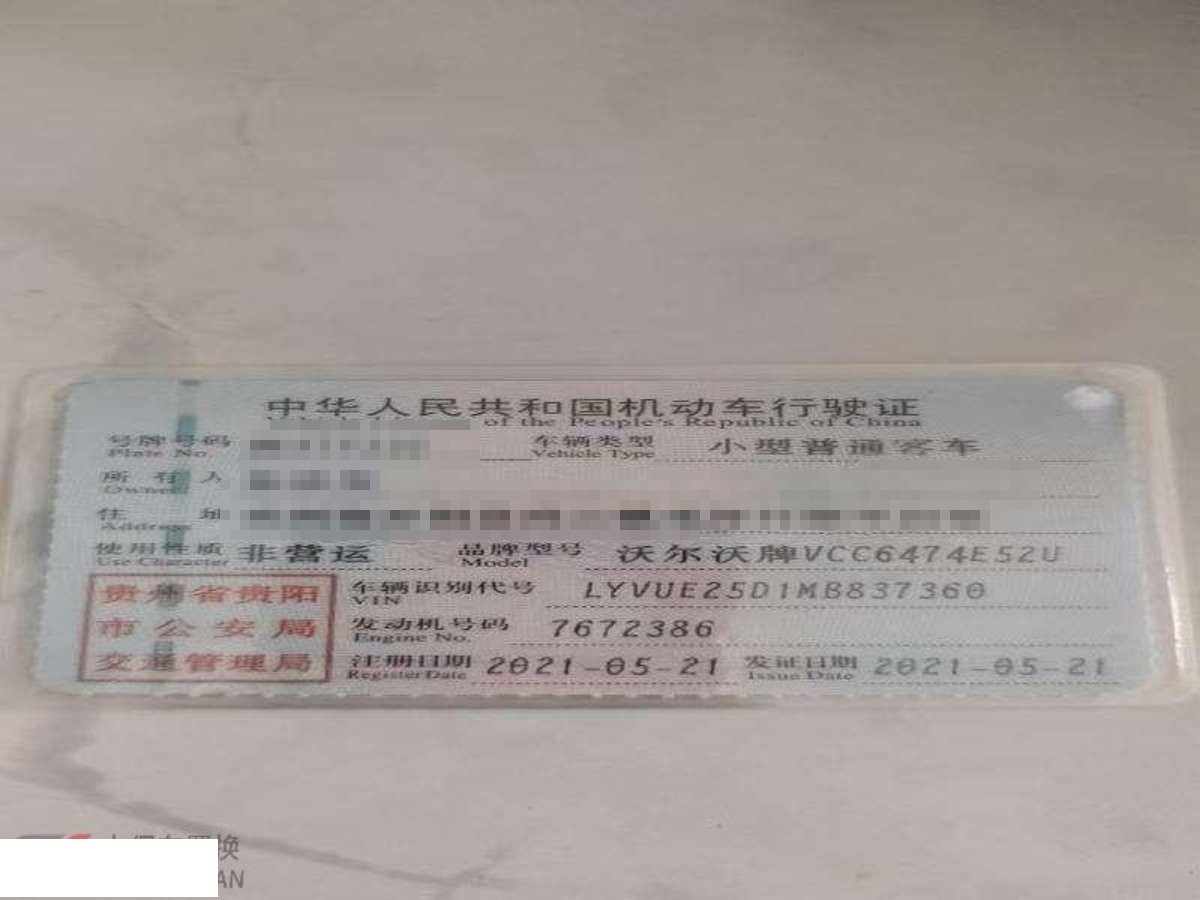 中华人民共和国机动车行驶证
of the People's Republic of China
号牌号码 车辆类型 小型普通客车
Plate No. Vehicle Type
所有人
Owner
住址
Address
使用性质 非营运 品牌型号 沃尔沃牌VCC6474E52U
Use Character Model
贵州省贵阳 车辆识别代号 LYVUE25D1MB837360
VIN
市公安局 发动机号码 7672386
Engine No.
交通管理局 注册日期 2021-05-21 发证日期 2021-05-21
Register Date Issue Date
换
AN